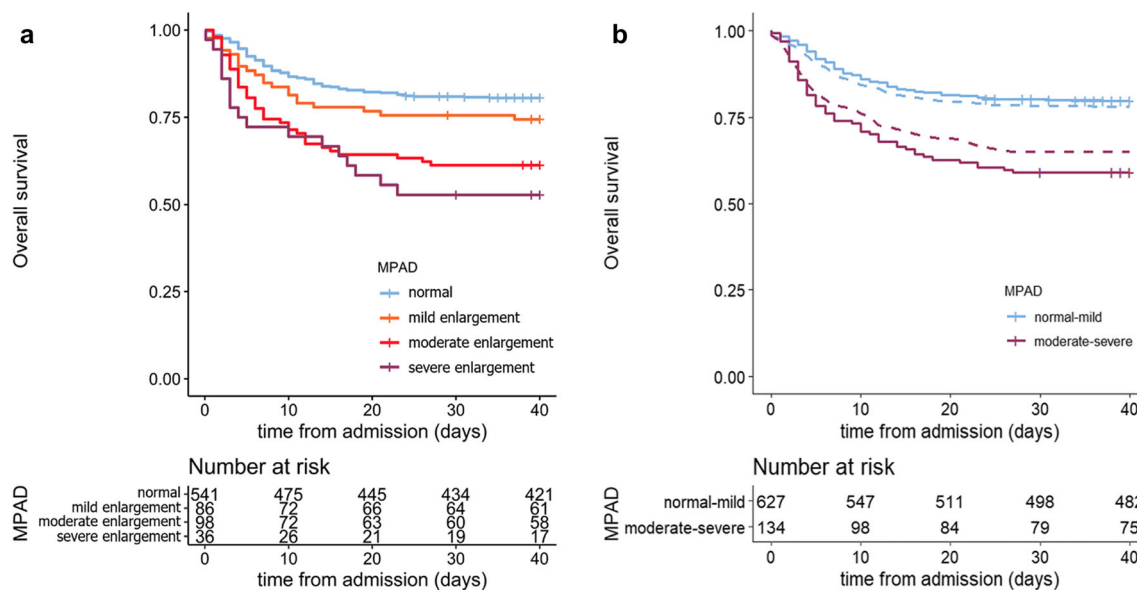 a
Overall survival
1.00
0.75
0.50
0.25
0.00
MPAD
normal
mild enlargement
moderate enlargement
severe enlargement
0 10 20 30 40
time from admission (days)
Number at risk
MPAD
normal 541 475 445 434 421
mild enlargement 86 72 66 64 61
moderate enlargement 98 72 63 60 58
severe enlargement 36 26 21 19 17
0 10 20 30 40
time from admission (days)
b
Overall survival
1.00
0.75
0.50
0.25
0.00
MPAD
normal-mild
moderate-severe
0 10 20 30 40
time from admission (days)
Number at risk
MPAD
normal-mild 627 547 511 498 482
moderate-severe 134 98 84 79 75
0 10 20 30 40
time from admission (days)